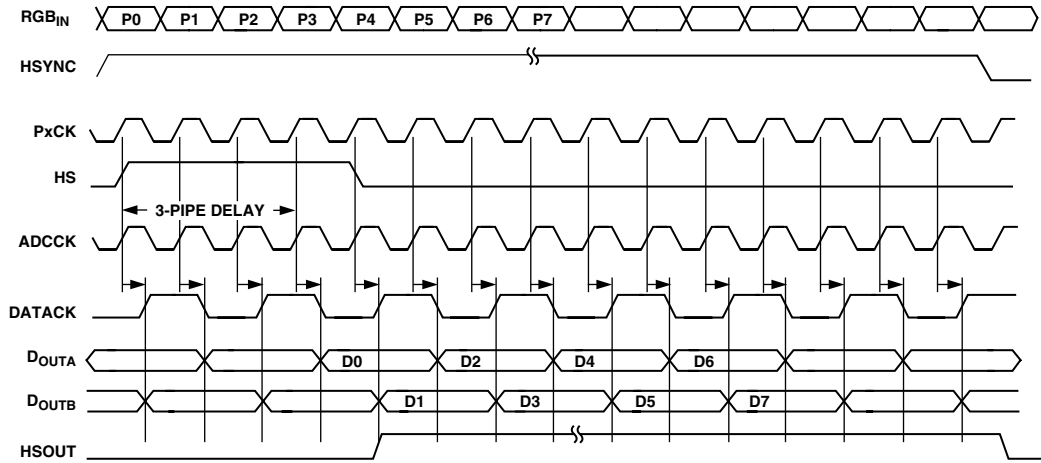 RGBIN P0 P1 P2 P3 P4 P5 P6 P7
HSYNC
PxCK
HS
3-PIPE DELAY
ADCCK
DATACK
DOUTA D0 D2 D4 D6
DOUTB D1 D3 D5 D7
HSOUT